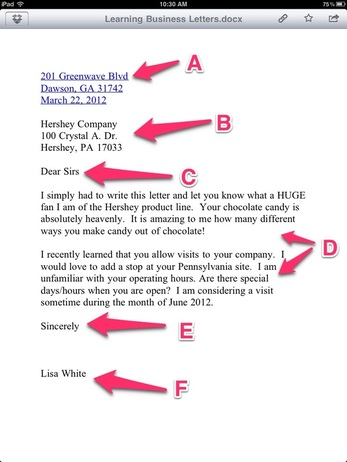 iPad
10:30 AM
75%
Learning Business Letters.docx
A
201 Greenwave Blvd
Dawson, GA 31742
March 22, 2012
B
Hershey Company
100 Crystal A. Dr.
Hershey, PA 17033
Dear Sirs
C
I simply had to write this letter and let you know what a HUGE
fan I am of the Hershey product line.  Your chocolate candy is
absolutely heavenly.  It is amazing to me how many different
ways you make candy out of chocolate!
D
I recently learned that you allow visits to your company.  I
would love to add a stop at your Pennsylvania site.  I am
unfamiliar with your operating hours. Are there special
days/hours when you are open?  I am considering a visit
sometime during the month of June 2012.
Sincerely
E
Lisa White
F